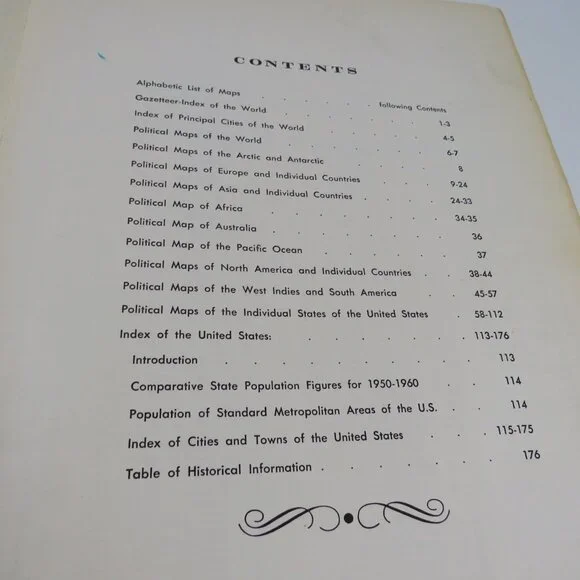 CONTENTS
Alphabetic List of Maps . . . . . following Contents
Gazetteer-Index of the World . . . . . 1-3
Index of Principal Cities of the World . . . . 4-5
Political Maps of the World . . . . . . 6-7
Political Maps of the Arctic and Antarctic . . . . 8
Political Maps of Europe and Individual Countries . . . 9-24
Political Maps of Asia and Individual Countries . . . . 24-33
Political Map of Africa . . . . . . 34-35
Political Map of Australia . . . . . . 36
Political Map of the Pacific Ocean . . . . . 37
Political Maps of North America and Individual Countries . . 38-44
Political Maps of the West Indies and South America . . 45-57
Political Maps of the Individual States of the United States . 58-112
Index of the United States: . . . . . 113-176
Introduction . . . . . . . 113
Comparative State Population Figures for 1950-1960 . . 114
Population of Standard Metropolitan Areas of the U.S. . . 114
Index of Cities and Towns of the United States . . . 115-175
Table of Historical Information . . . . . . 176